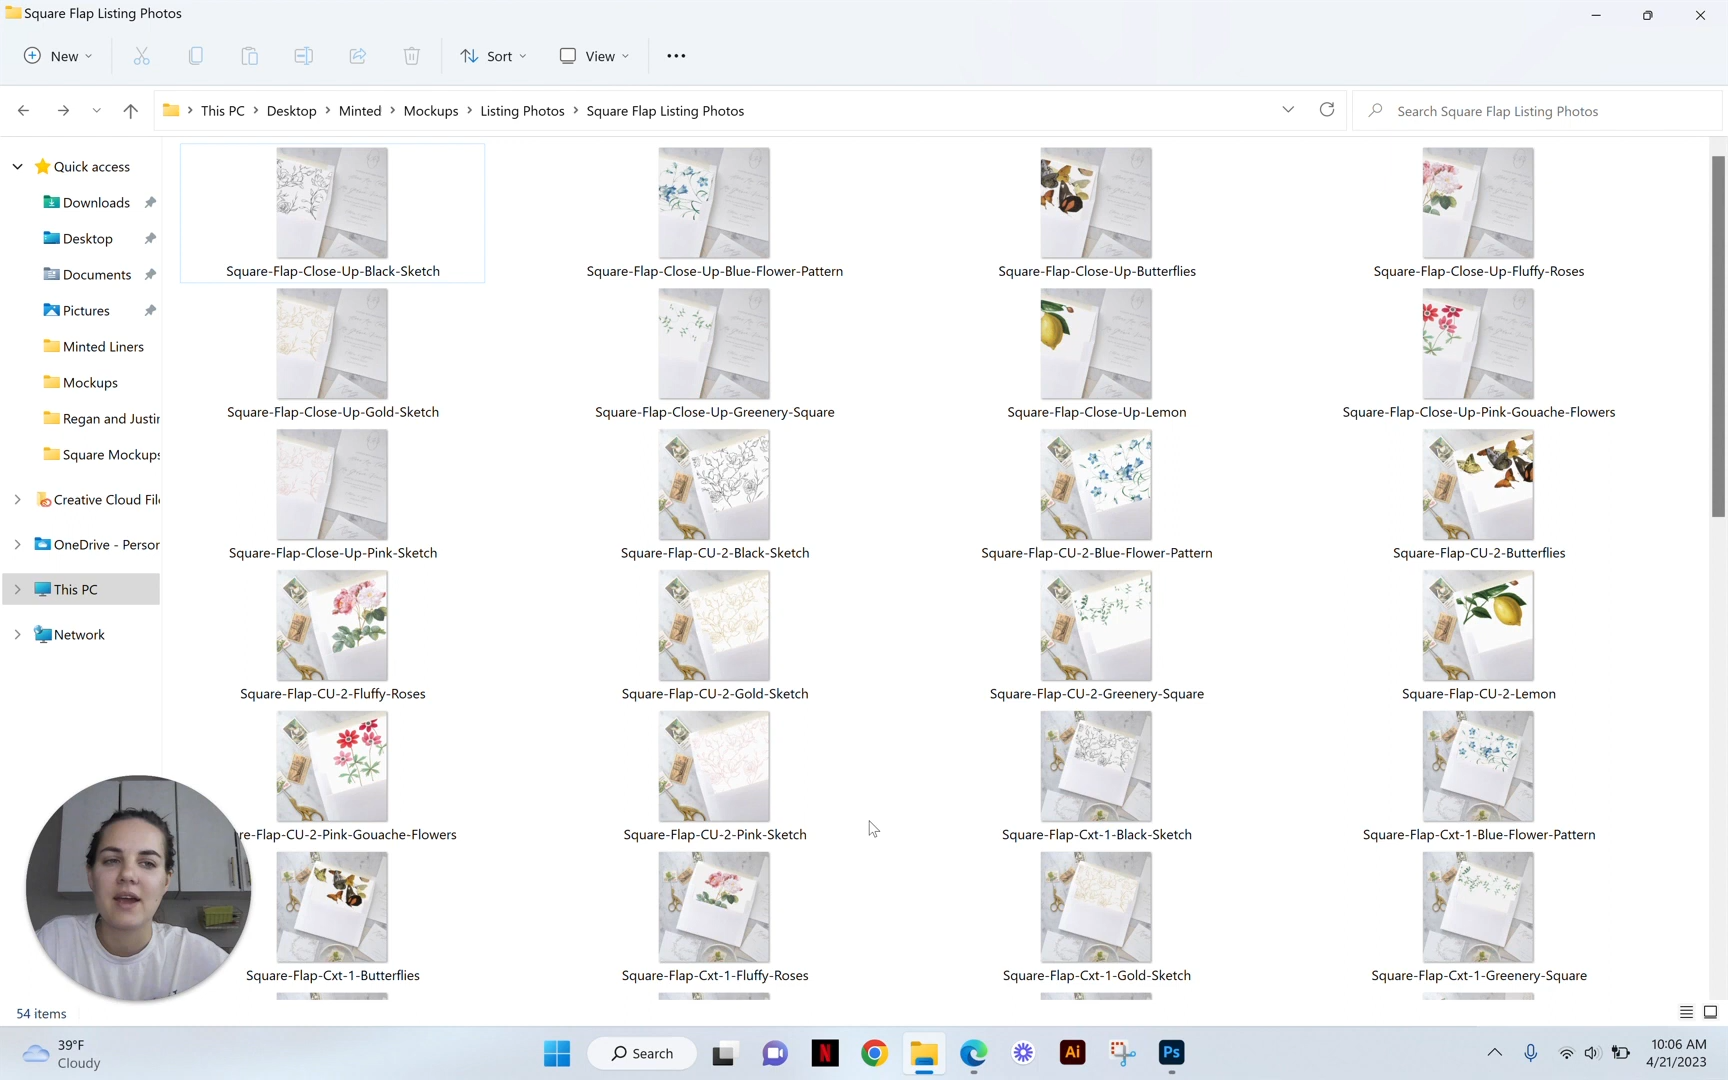 Square Flap Listing Photos
New
Sort
View
This PC > Desktop > Minted > Mockups > Listing Photos > Square Flap Listing Photos
Search Square Flap Listing Photos
Quick access
Downloads
Desktop
Documents
Pictures
Minted Liners
Mockups
Regan and Justin
Square Mockups
Creative Cloud File
OneDrive - Person
This PC
Network
Square-Flap-Close-Up-Black-Sketch
Square-Flap-Close-Up-Blue-Flower-Pattern
Square-Flap-Close-Up-Butterflies
Square-Flap-Close-Up-Fluffy-Roses
Square-Flap-Close-Up-Gold-Sketch
Square-Flap-Close-Up-Greenery-Square
Square-Flap-Close-Up-Lemon
Square-Flap-Close-Up-Pink-Gouache-Flowers
Square-Flap-Close-Up-Pink-Sketch
Square-Flap-CU-2-Black-Sketch
Square-Flap-CU-2-Blue-Flower-Pattern
Square-Flap-CU-2-Butterflies
Square-Flap-CU-2-Fluffy-Roses
Square-Flap-CU-2-Gold-Sketch
Square-Flap-CU-2-Greenery-Square
Square-Flap-CU-2-Lemon
re-Flap-CU-2-Pink-Gouache-Flowers
Square-Flap-CU-2-Pink-Sketch
Square-Flap-Cxt-1-Black-Sketch
Square-Flap-Cxt-1-Blue-Flower-Pattern
Square-Flap-Cxt-1-Butterflies
Square-Flap-Cxt-1-Fluffy-Roses
Square-Flap-Cxt-1-Gold-Sketch
Square-Flap-Cxt-1-Greenery-Square
54 items
39°F
Cloudy
Search
N
Ai
Ps
10:06 AM
4/21/2023